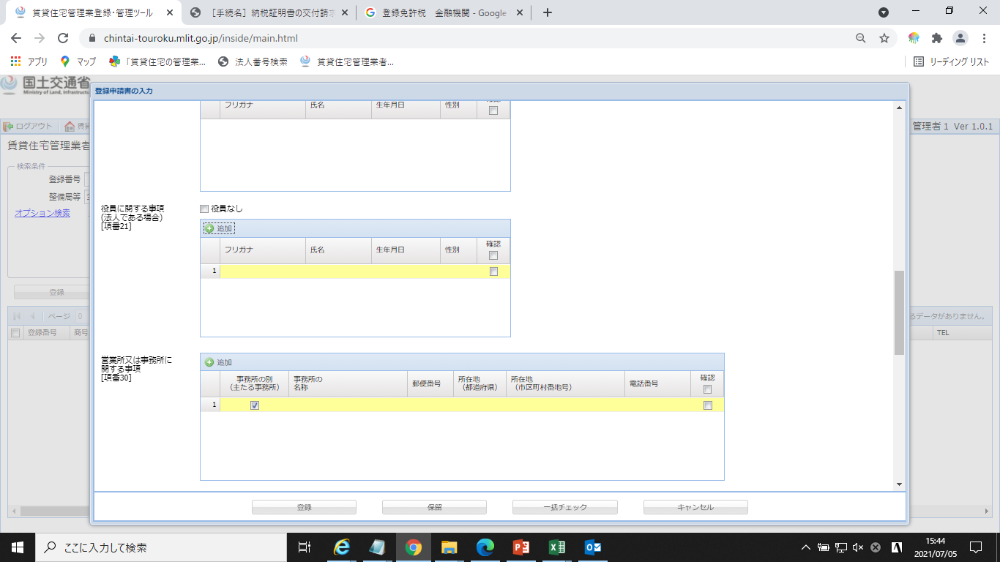 賃貸住宅管理業登録・管理ツール
［手続名］納税証明書の交付請求
登録免許税　金融機関 - Google
chintai-touroku.mlit.go.jp/inside/main.html
アプリ
マップ
「賃貸住宅の管理業...
法人番号検索
賃貸住宅管理業者...
リーディング リスト
国土交通省
Ministry of Land, Infrastructu
登録申請書の入力
ログアウト
賃貸
管理者 1 Ver 1.0.1
賃貸住宅管理業者
検索条件
登録番号
整備局等
オプション検索
登録
ページ 0
るデータがありません。
登録番号
商号
TEL
フリガナ
氏名
生年月日
性別
確認
役員に関する事項
(法人である場合)
[項番21]
役員なし
追加
フリガナ
氏名
生年月日
性別
確認
1
営業所又は事務所に
関する事項
[項番30]
追加
事務所の別
（主たる事務所）
事務所の
名称
郵便番号
所在地
（都道府県）
所在地
（市区町村番地号）
電話番号
確認
1
登録
保留
一括チェック
キャンセル
ここに入力して検索
A
15:44
2021/07/05